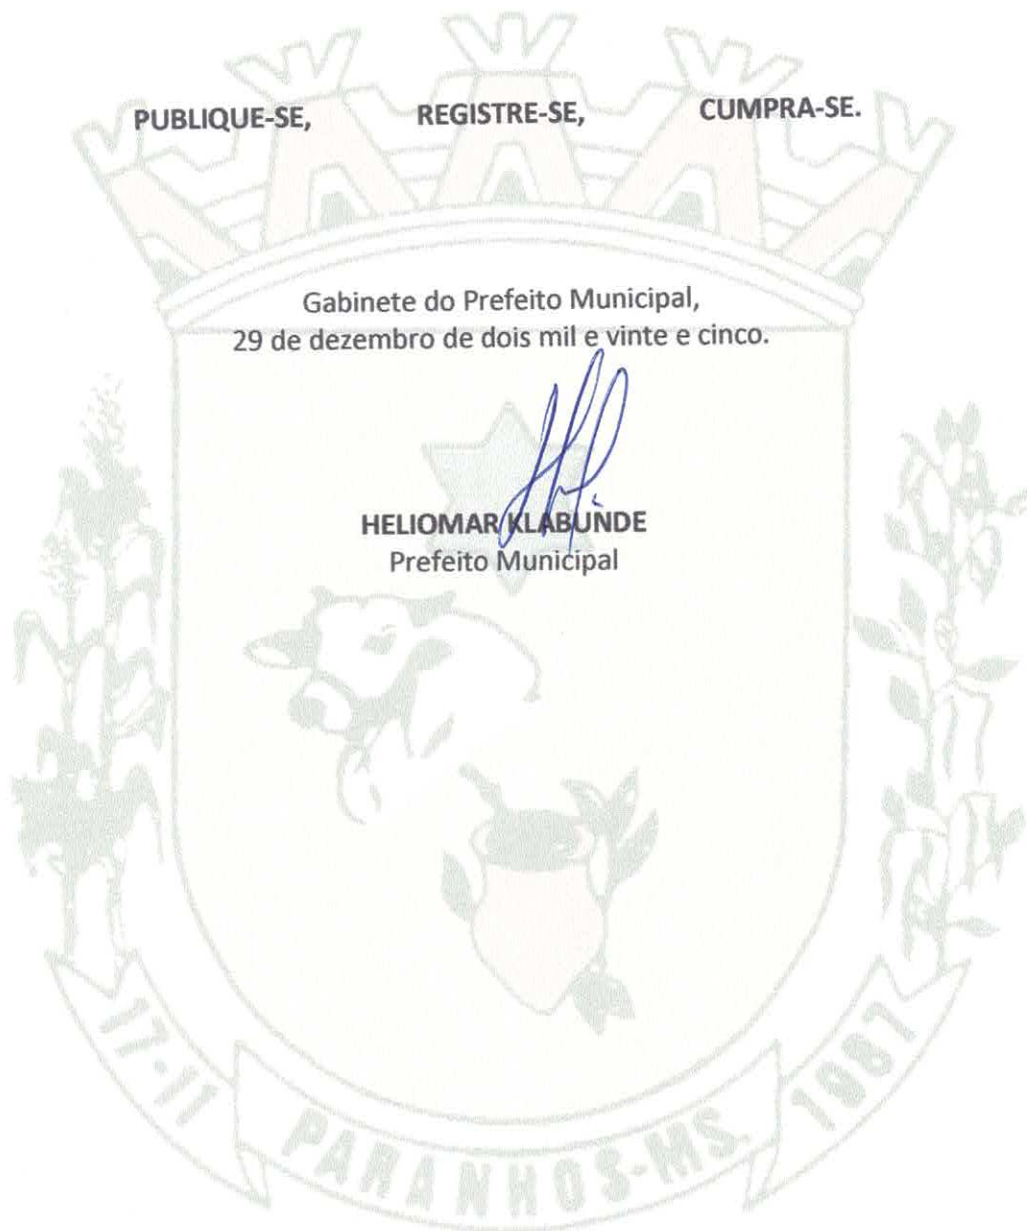 PUBLIQUE-SE, REGISTRE-SE, CUMPRA-SE.
Gabinete do Prefeito Municipal,
29 de dezembro de dois mil e vinte e cinco.
HELIOMAR KLABUNDE
Prefeito Municipal
17-11 PARANHOS-MS. 1987